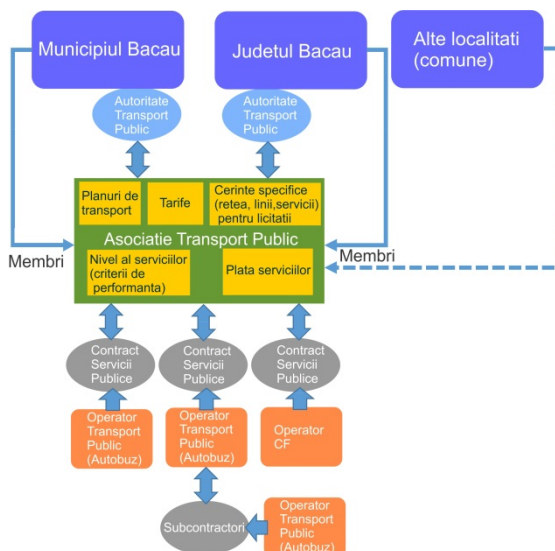 Municipiul Bacau
Judetul Bacau
Alte localitati
(comune)
Autoritate
Transport
Public
Autoritate
Transport
Public
Planuri de
transport
Tarife
Cerinte specifice
(retea, linii,servicii)
pentru licitatii
Asociatie Transport Public
Membri
Membri
Nivel al serviciilor
(criterii de
performanta)
Plata serviciilor
Contract
Servicii
Publice
Contract
Servicii
Publice
Contract
Servicii
Publice
Operator
Transport
Public
(Autobuz)
Operator
Transport
Public
(Autobuz)
Operator
CF
Subcontractori
Operator
Transport
Public
(Autobuz)